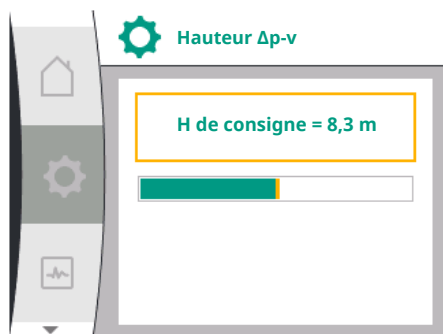 Hauteur Δp-v
H de consigne = 8,3 m